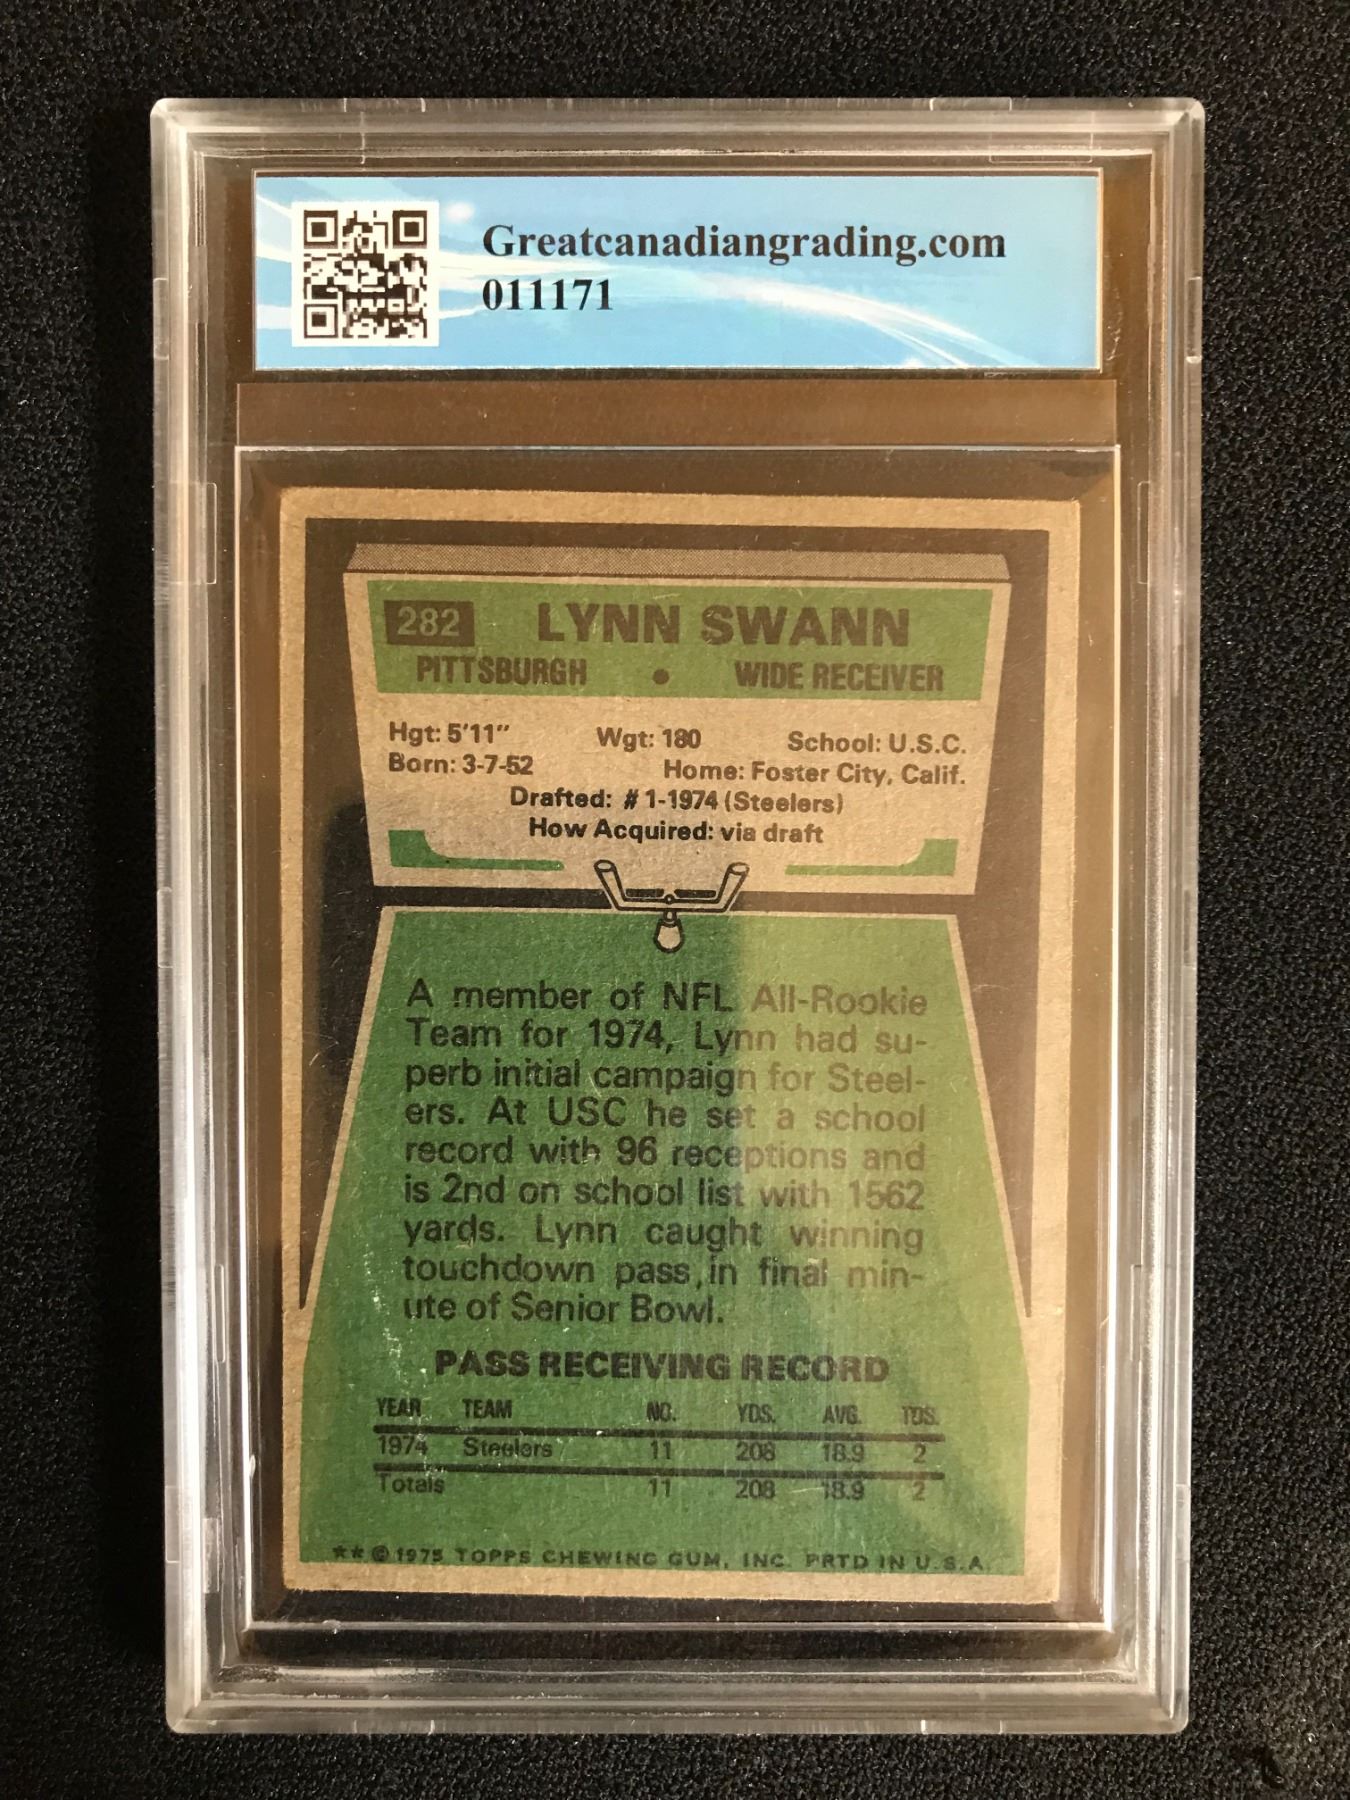 Greatcanadiangrading.com
011171
282 LYNN SWANN
PITTSBURGH • WIDE RECEIVER
Hgt: 5'11" Wgt: 180 School: U.S.C.
Born: 3-7-52 Home: Foster City, Calif.
Drafted: #1-1974 (Steelers)
How Acquired: via draft
A member of NFL All-Rookie
Team for 1974, Lynn had su-
perb initial campaign for Steel-
ers. At USC he set a school
record with 96 receptions and
is 2nd on school list with 1562
yards. Lynn caught winning
touchdown pass in final min-
ute of Senior Bowl.
PASS RECEIVING RECORD
YEAR TEAM NO. YDS. AVG. TDS.
1974 Steelers 11 208 18.9 2
Totals 11 208 18.9 2
** © 1975 TOPPS CHEWING GUM, INC. PRTD IN U.S.A.